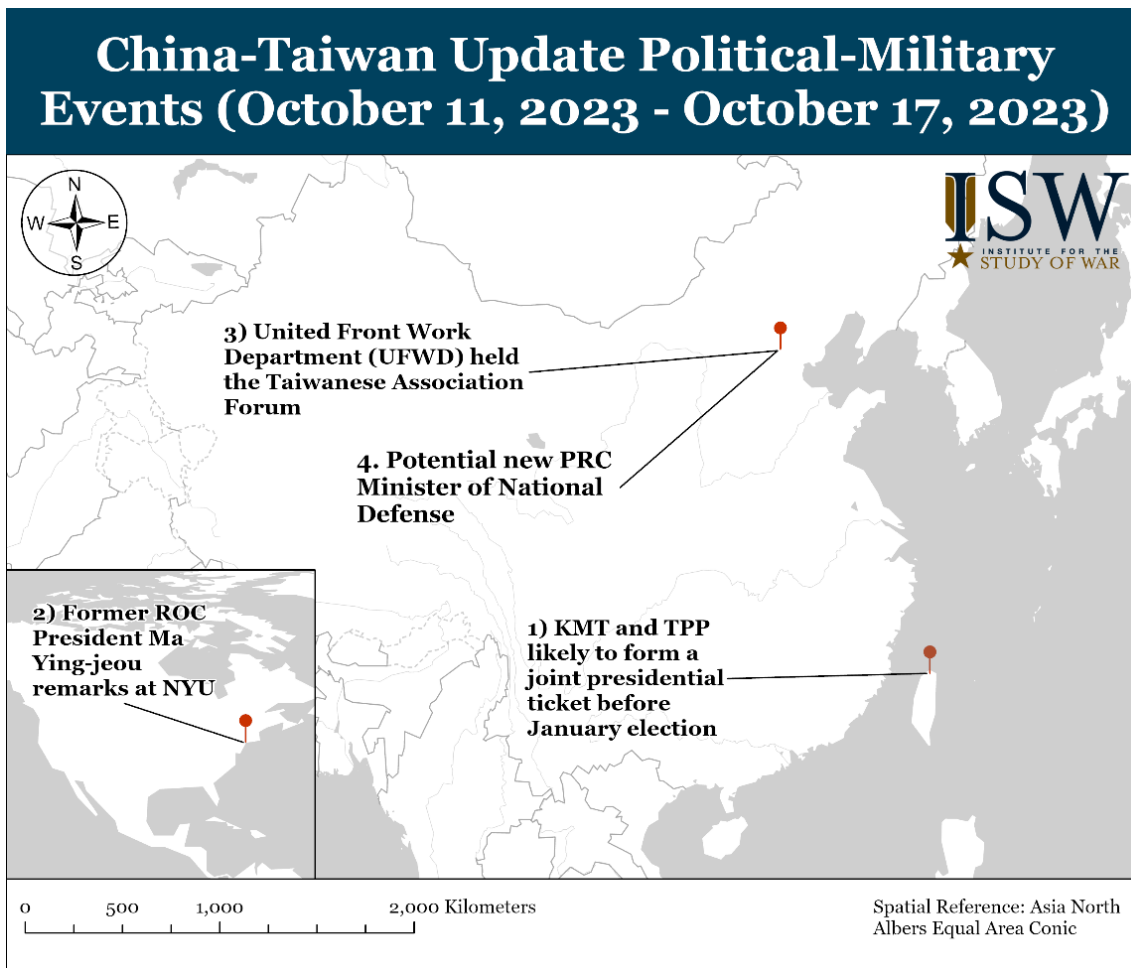 China-Taiwan Update Political-Military
Events (October 11, 2023 - October 17, 2023)
N
W E
S
ISW
INSTITUTE FOR THE
STUDY OF WAR
3) United Front Work
Department (UFWD) held
the Taiwanese Association
Forum
4. Potential new PRC
Minister of National
Defense
2) Former ROC
President Ma
Ying-jeou
remarks at NYU
1) KMT and TPP
likely to form a
joint presidential
ticket before
January election
0 500 1,000 2,000 Kilometers
Spatial Reference: Asia North
Albers Equal Area Conic